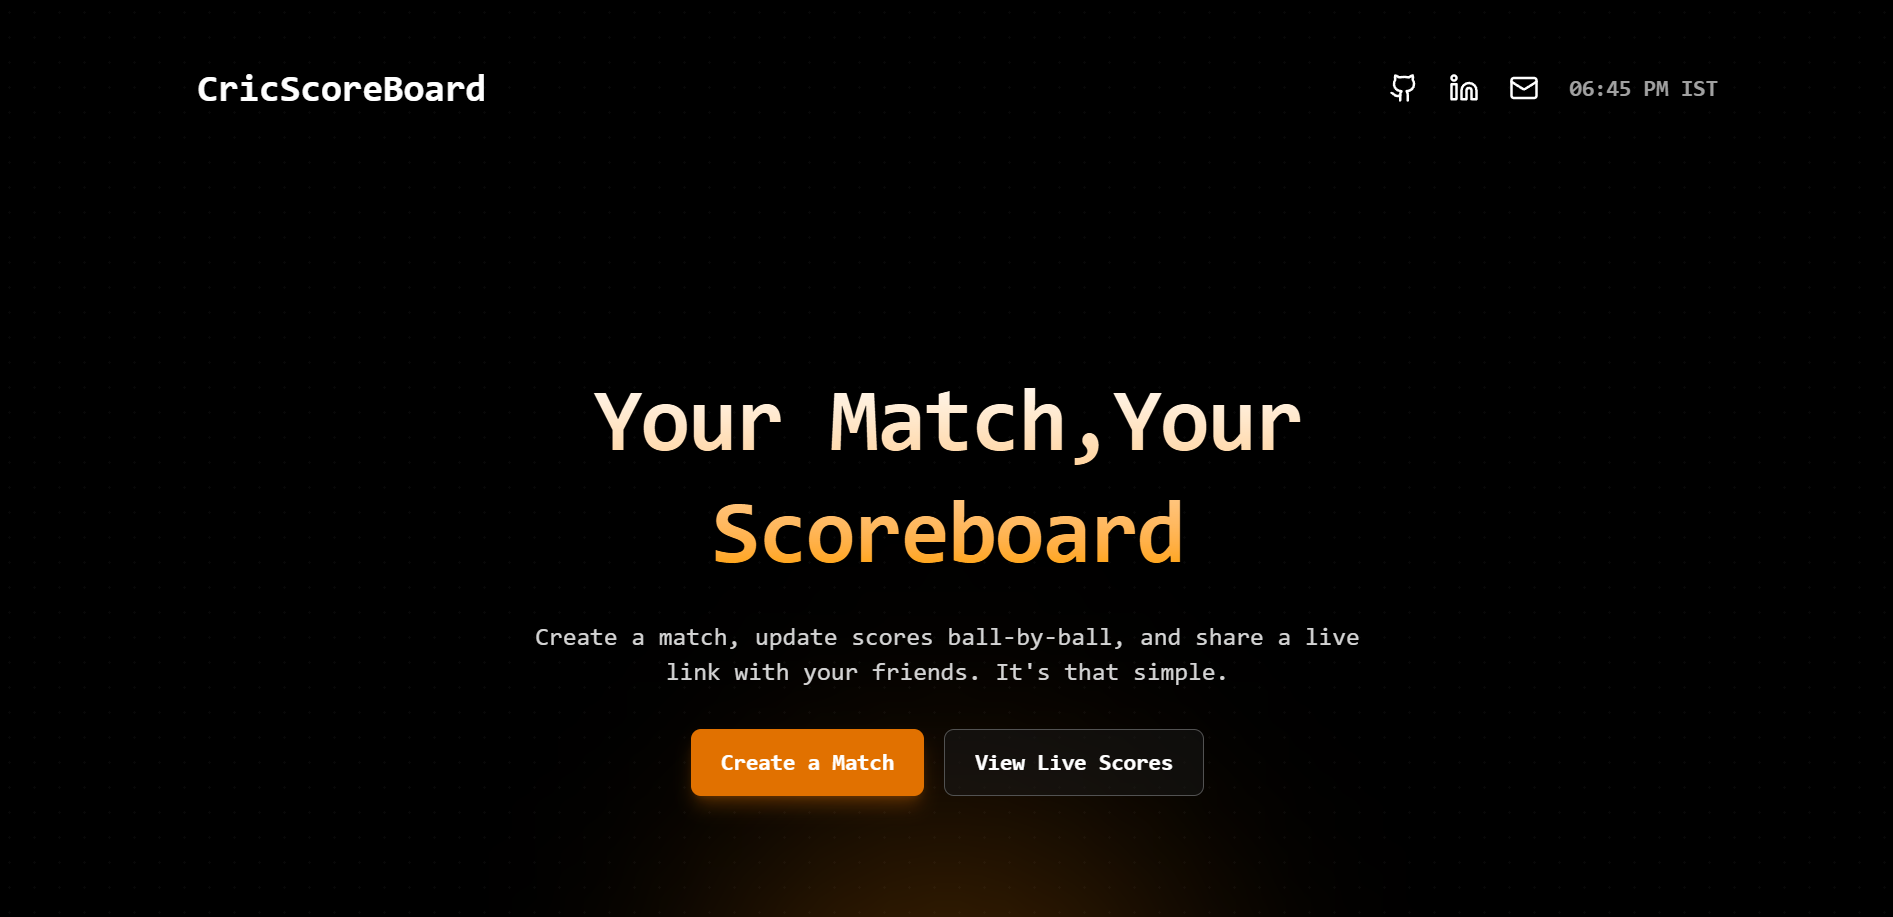 CricScoreBoard
06:45 PM IST
Your Match,Your
Scoreboard
Create a match, update scores ball-by-ball, and share a live
link with your friends. It's that simple.
Create a Match
View Live Scores